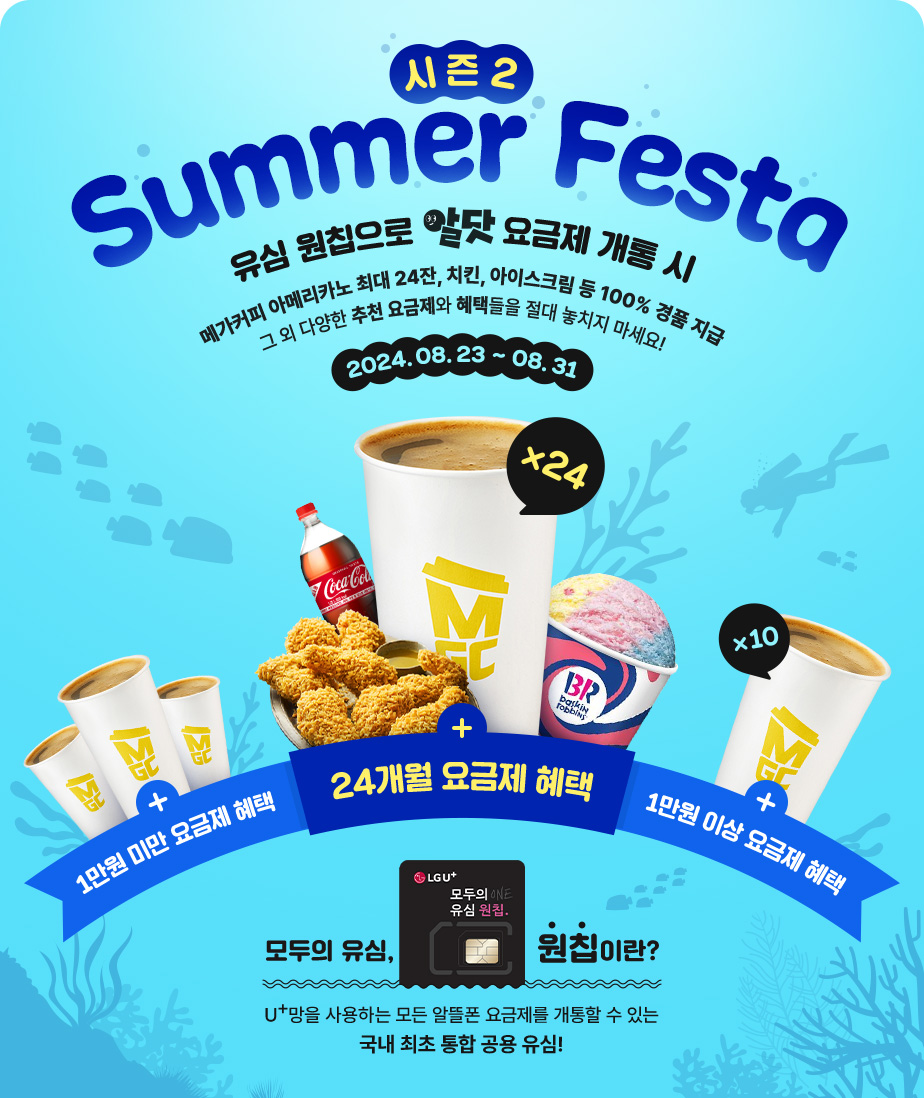 시즌 2
Summer Festa
유심 원칩으로 알닷 요금제 개통 시
메가커피 아메리카노 최대 24잔, 치킨, 아이스크림 등 100% 경품 지급
그 외 다양한 추천 요금제와 혜택들을 절대 놓치지 마세요!
2024. 08. 23 ~ 08. 31
×24
Coca-Cola
MGC
BR
baskin robbins
×10
MGC
MGC
MGC
MGC
+
24개월 요금제 혜택
+
1만원 미만 요금제 혜택
+
1만원 이상 요금제 혜택
LG U+
모두의 ONE
유심 원칩.
모두의 유심, 원칩이란?
U+망을 사용하는 모든 알뜰폰 요금제를 개통할 수 있는
국내 최초 통합 공용 유심!